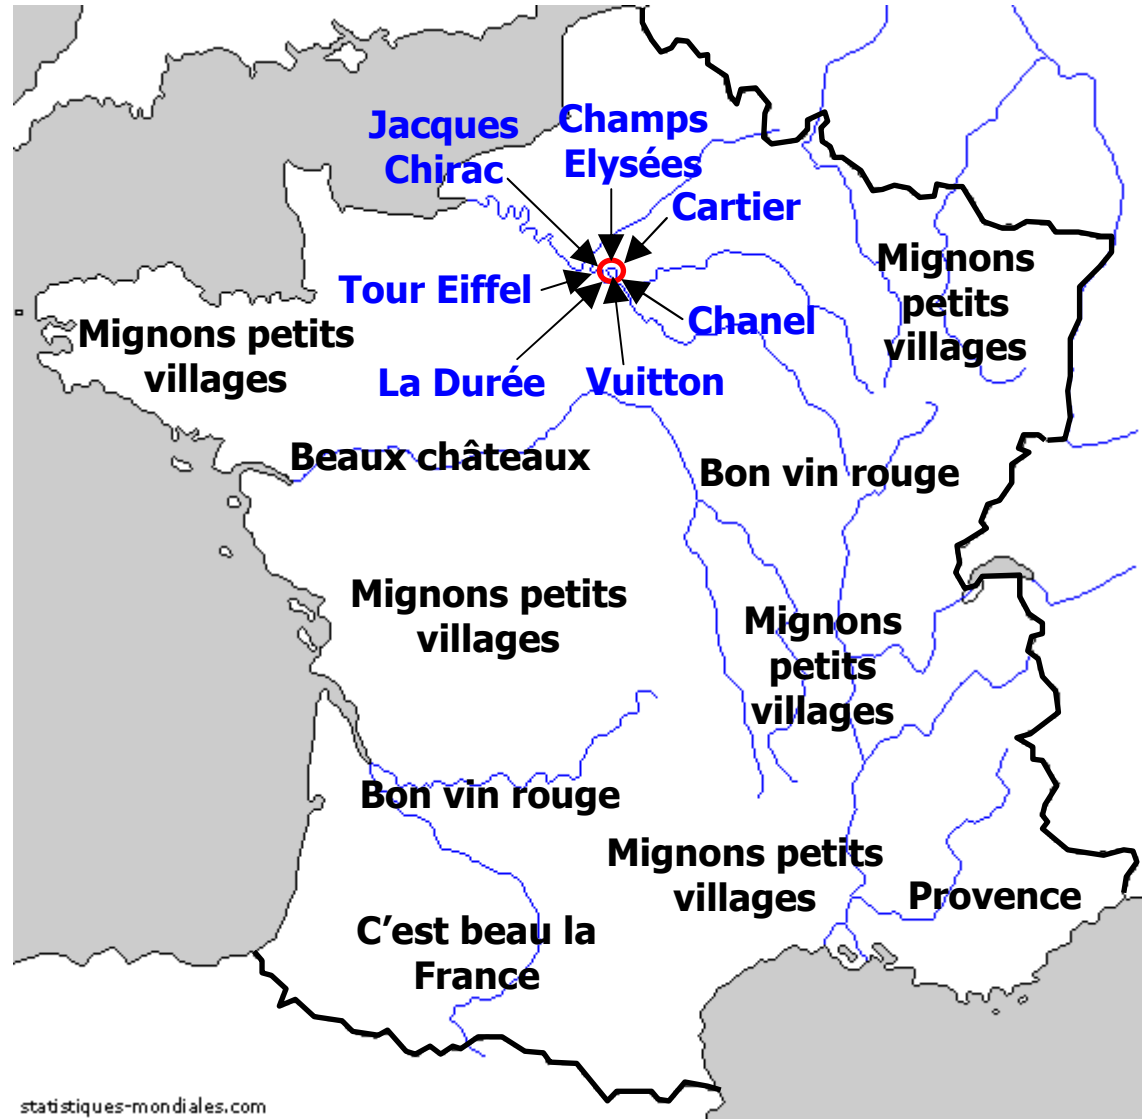 Jacques
Chirac
Champs
Elysées
Cartier
Tour Eiffel
Chanel
La Durée
Vuitton
Mignons
petits
villages
Mignons petits
villages
Beaux châteaux
Bon vin rouge
Mignons petits
villages
Mignons
petits
villages
Bon vin rouge
Mignons petits
villages
Provence
C'est beau la
France
statistiques-mondiales.com